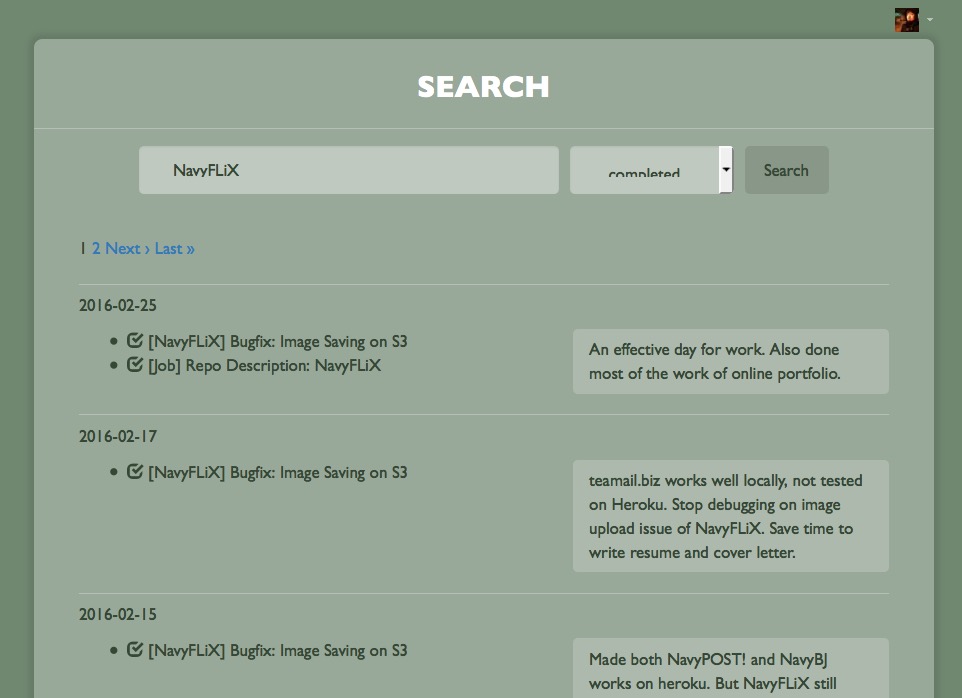 SEARCH
NavyFLiX
completed
Search
1 2 Next › Last »
2016-02-25
[NavyFLiX] Bugfix: Image Saving on S3
[Job] Repo Description: NavyFLiX
An effective day for work. Also done
most of the work of online portfolio.
2016-02-17
[NavyFLiX] Bugfix: Image Saving on S3
teamail.biz works well locally, not tested
on Heroku. Stop debugging on image
upload issue of NavyFLiX. Save time to
write resume and cover letter.
2016-02-15
[NavyFLiX] Bugfix: Image Saving on S3
Made both NavyPOST! and NavyBJ
works on heroku. But NavyFLiX still